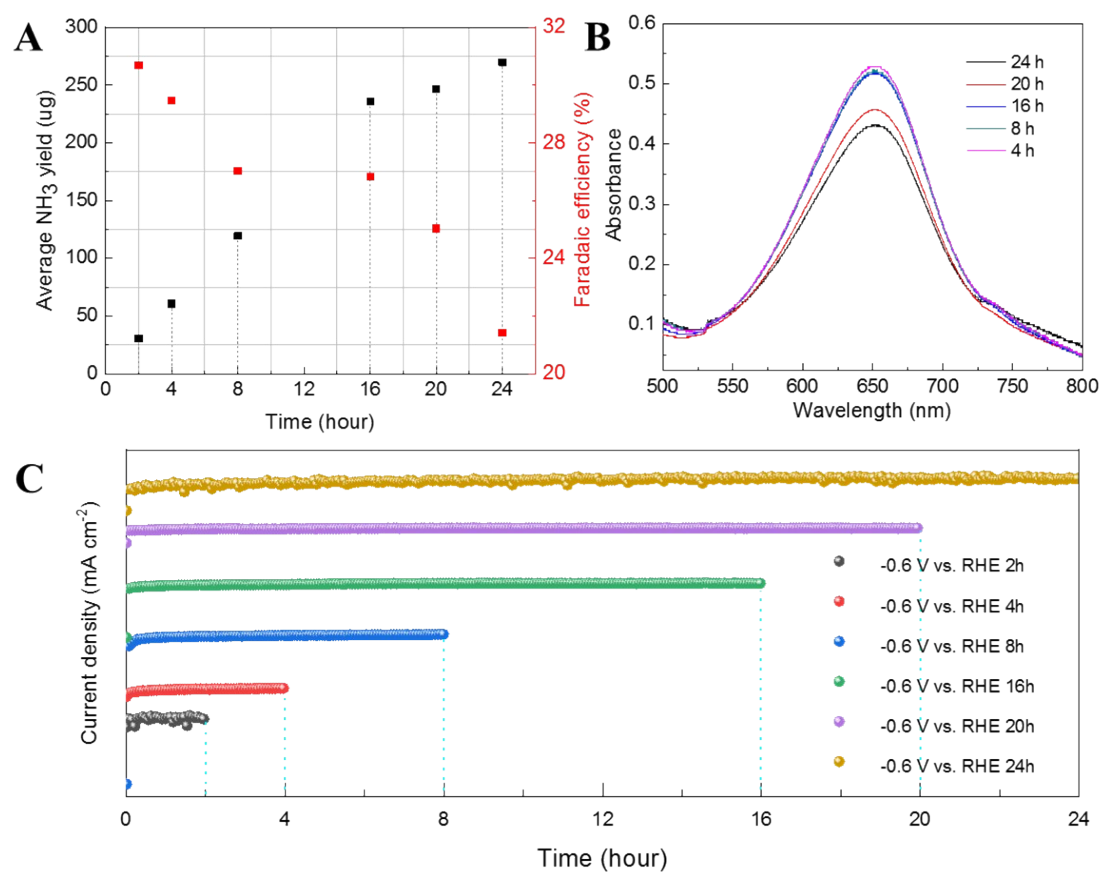 A
300
250
200
150
100
50
0
Average NH3 yield (ug)
32
28
24
20
Faradaic efficiency (%)
0 4 8 12 16 20 24
Time (hour)
B
0.6
0.5
0.4
0.3
0.2
0.1
Absorbance
24 h
20 h
16 h
8 h
4 h
500 550 600 650 700 750 800
Wavelength (nm)
C
Current density (mA cm-2)
-0.6 V vs. RHE 2h
-0.6 V vs. RHE 4h
-0.6 V vs. RHE 8h
-0.6 V vs. RHE 16h
-0.6 V vs. RHE 20h
-0.6 V vs. RHE 24h
0 4 8 12 16 20 24
Time (hour)